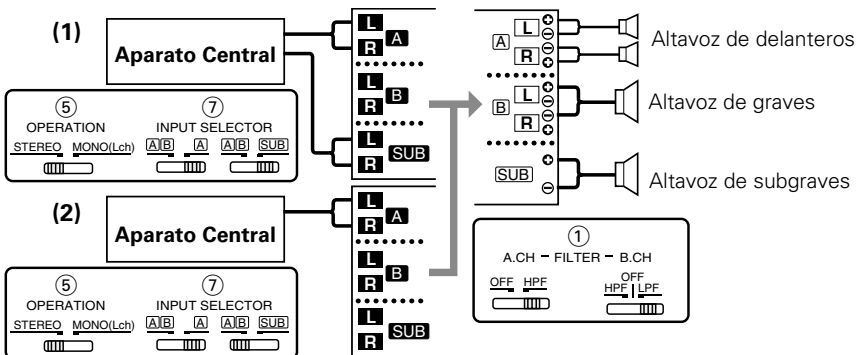 (1)
Aparato Central
L
R A
L
R B
L
R SUB
⑤
OPERATION
STEREO MONO(Lch)
⑦
INPUT SELECTOR
A B A A B SUB
(2)
Aparato Central
L
R A
L
R B
L
R SUB
⑤
OPERATION
STEREO MONO(Lch)
⑦
INPUT SELECTOR
A B A A B SUB
A
L ⊕
⊖
⊖
R ⊕
Altavoz de delanteros
B
L ⊕
⊖
⊖
R ⊕
Altavoz de graves
SUB
⊕
⊖
Altavoz de subgraves
①
A.CH – FILTER – B.CH
OFF HPF
OFF
HPF LPF